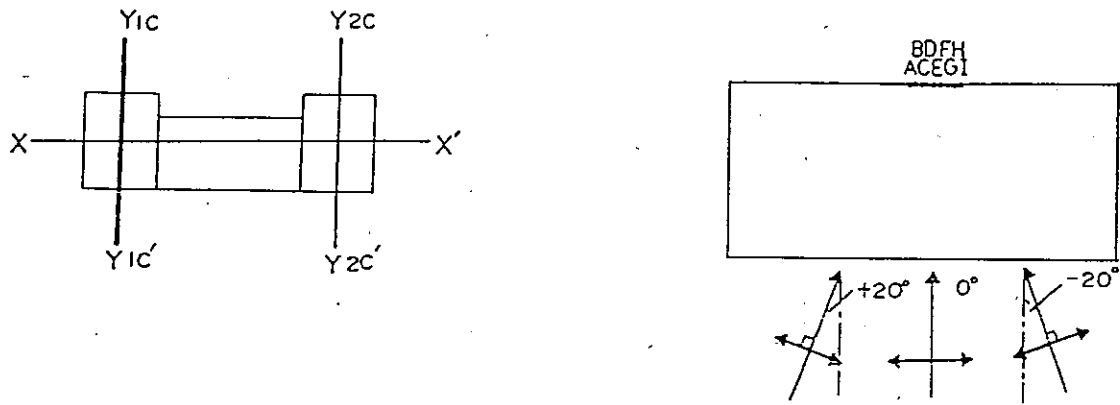 Y1C Y2C
X X'
Y1C' Y2C'
BDFH
ACEGI
+20° 0° -20°